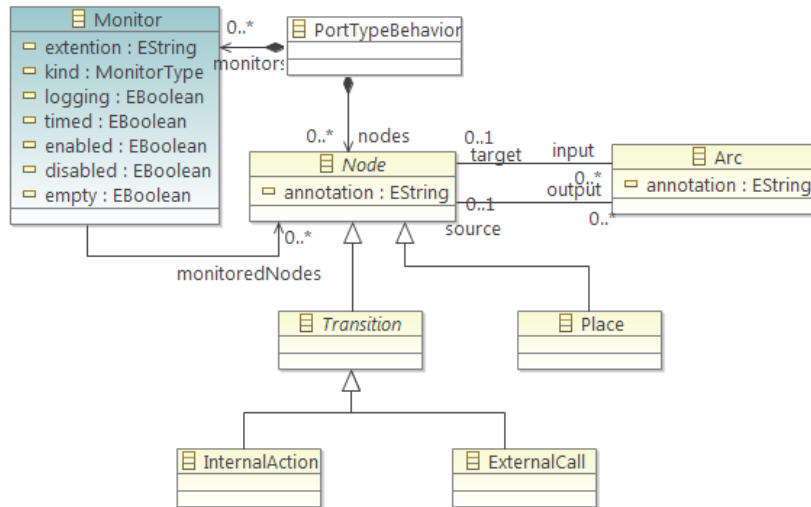 Monitor
extention : EString
kind : MonitorType
logging : EBoolean
timed : EBoolean
enabled : EBoolean
disabled : EBoolean
empty : EBoolean
0..*
monitors
PortTypeBehavior
0..*
nodes
Node
annotation : EString
0..1
target
input
0..*
0..1
source
output
0..*
Arc
annotation : EString
0..*
monitoredNodes
Transition
Place
InternalAction
ExternalCall